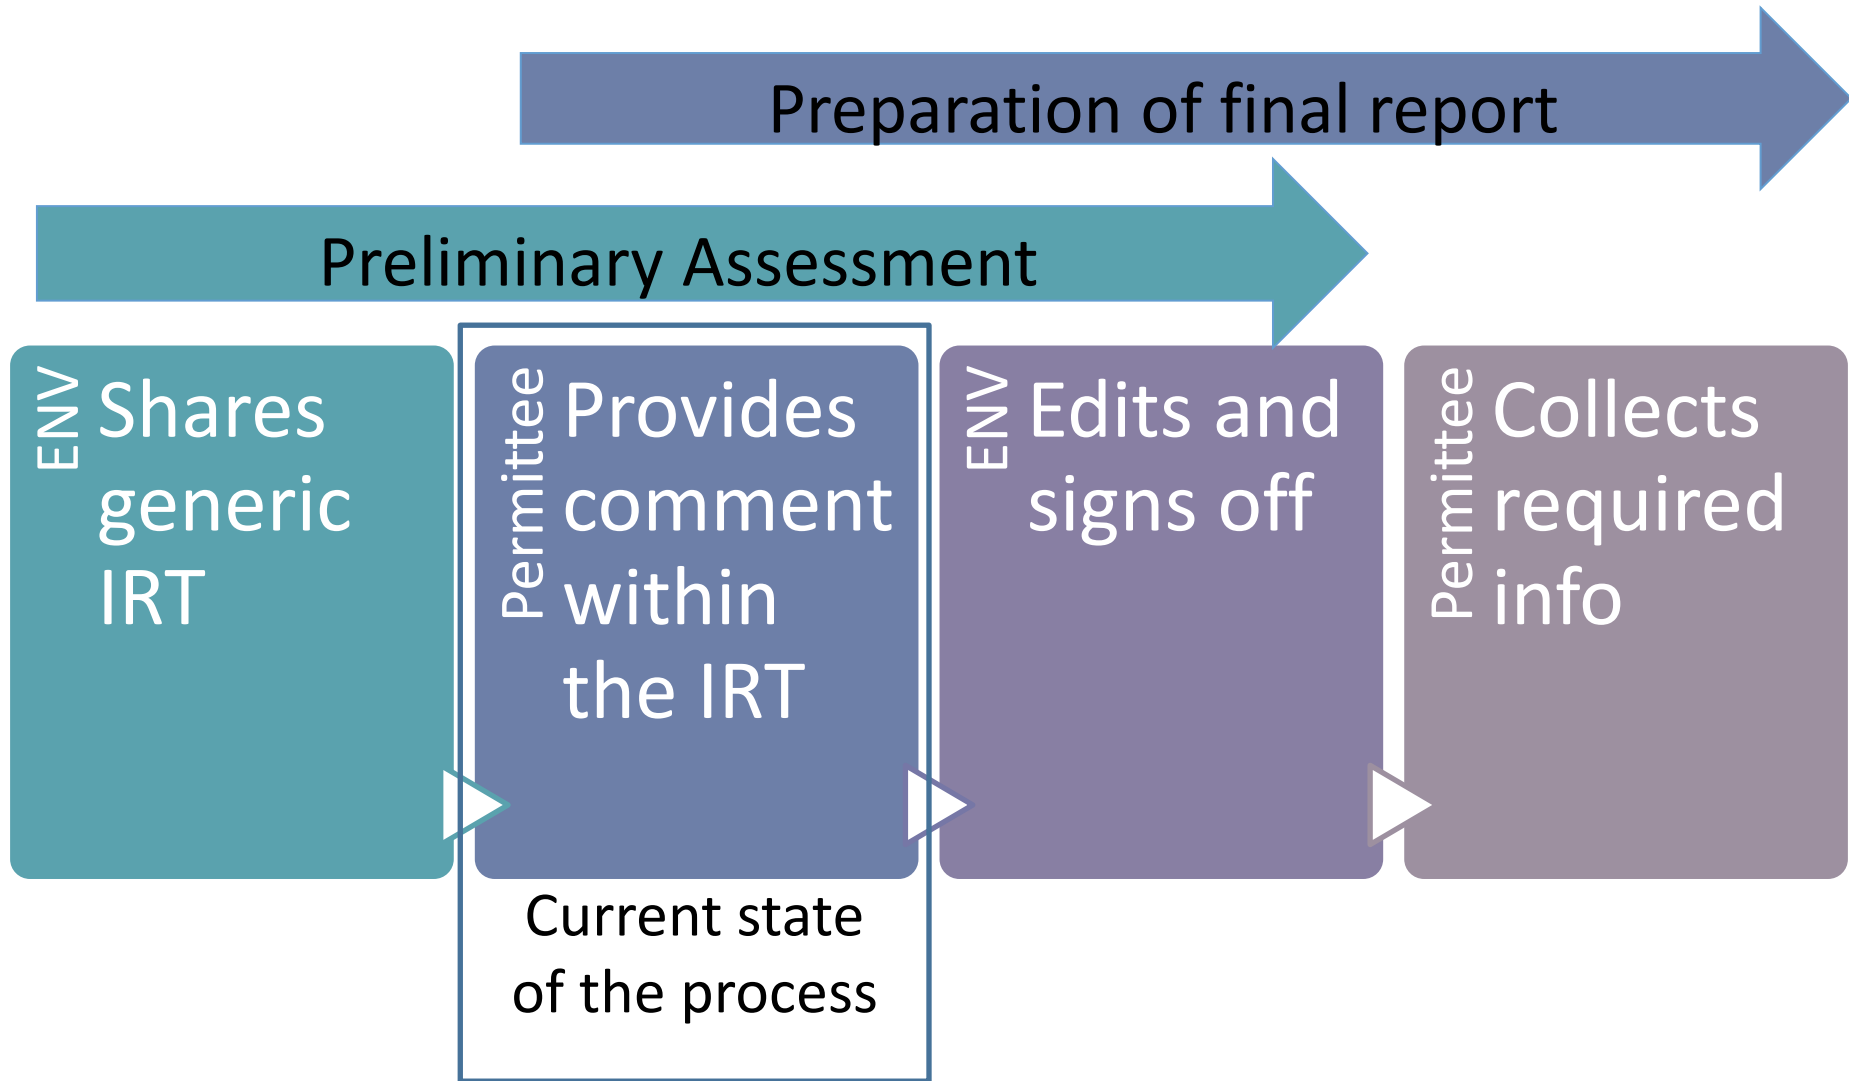 Preparation of final report
Preliminary Assessment
ENV
Shares
generic
IRT
Permittee
Provides
comment
within
the IRT
ENV
Edits and
signs off
Permittee
Collects
required
info
Current state
of the process